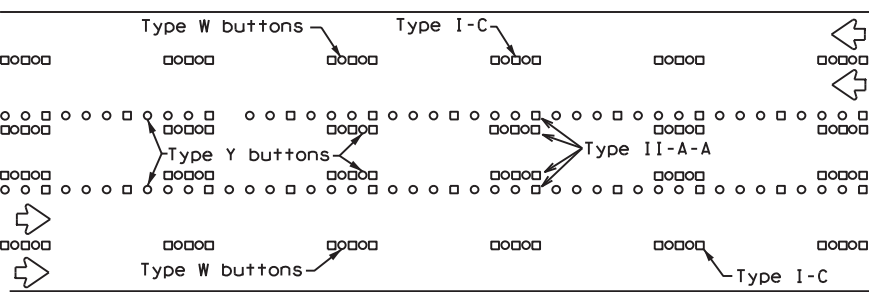 Type W buttons
Type I-C
Type Y buttons
Type II-A-A
Type W buttons
Type I-C